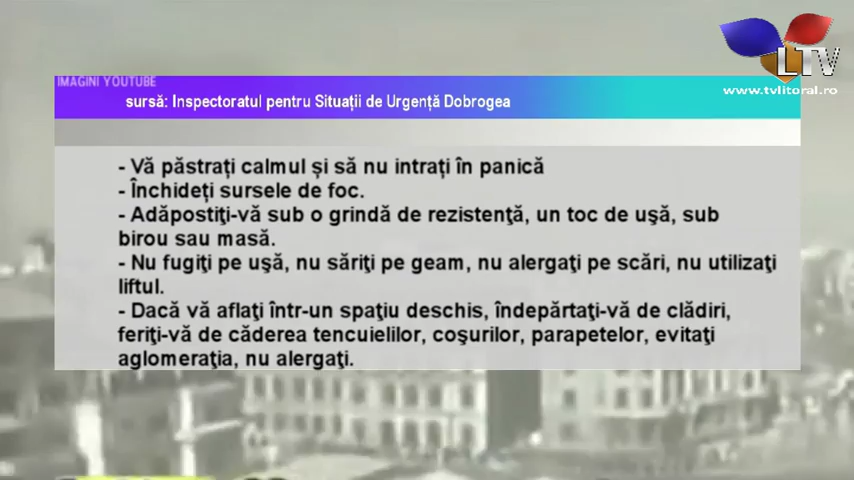 LTV
www.tvlitoral.ro
IMAGINI YOUTUBE
sursă: Inspectoratul pentru Situații de Urgență Dobrogea
- Vă păstrați calmul și să nu intrați în panică
- Închideți sursele de foc.
- Adăpostiţi-vă sub o grindă de rezistenţă, un toc de uşă, sub
birou sau masă.
- Nu fugiţi pe uşă, nu săriţi pe geam, nu alergaţi pe scări, nu utilizaţi
liftul.
- Dacă vă aflaţi într-un spaţiu deschis, îndepărtaţi-vă de clădiri,
feriţi-vă de căderea tencuielilor, coşurilor, parapetelor, evitaţi
aglomeraţia, nu alergaţi.